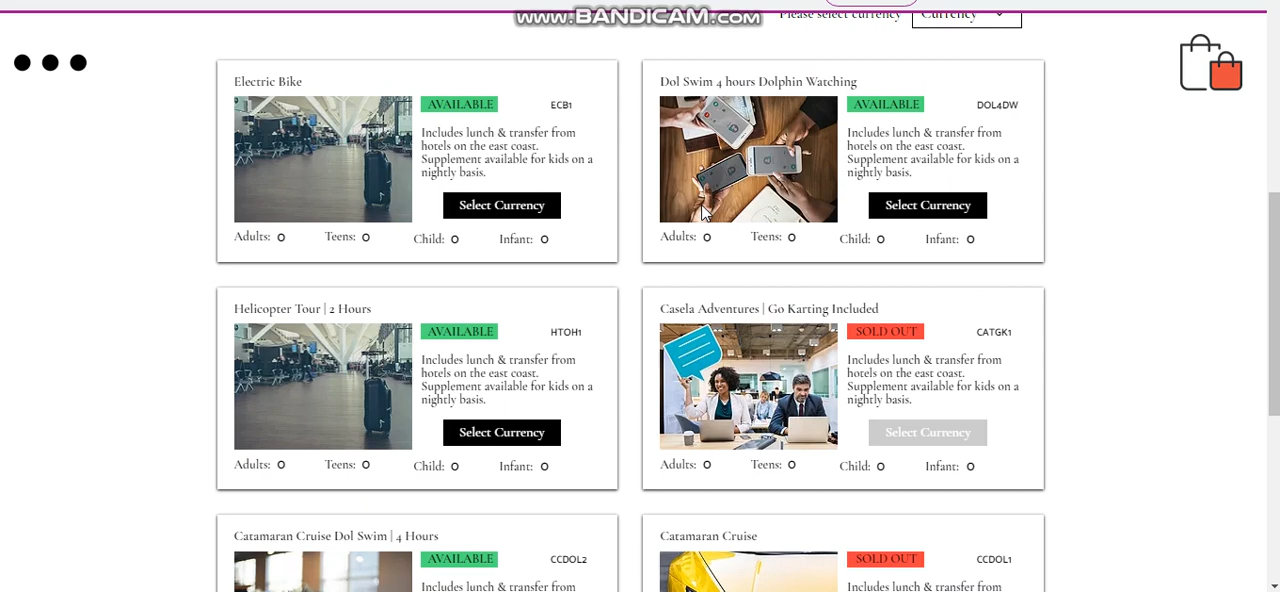 Please select currency
Currency
www.BANDICAM.com
Electric Bike
AVAILABLE
ECB1
Includes lunch & transfer from
hotels on the east coast.
Supplement available for kids on a
nightly basis.
Select Currency
Adults: 0 Teens: 0 Child: 0 Infant: 0
Dol Swim 4 hours Dolphin Watching
AVAILABLE
DOL4DW
Includes lunch & transfer from
hotels on the east coast.
Supplement available for kids on a
nightly basis.
Select Currency
Adults: 0 Teens: 0 Child: 0 Infant: 0
Helicopter Tour | 2 Hours
AVAILABLE
HTOH1
Includes lunch & transfer from
hotels on the east coast.
Supplement available for kids on a
nightly basis.
Select Currency
Adults: 0 Teens: 0 Child: 0 Infant: 0
Casela Adventures | Go Karting Included
SOLD OUT
CATGK1
Includes lunch & transfer from
hotels on the east coast.
Supplement available for kids on a
nightly basis.
Select Currency
Adults: 0 Teens: 0 Child: 0 Infant: 0
Catamaran Cruise Dol Swim | 4 Hours
AVAILABLE
CCDOL2
Includes lunch & transfer from
Catamaran Cruise
SOLD OUT
CCDOL1
Includes lunch & transfer from